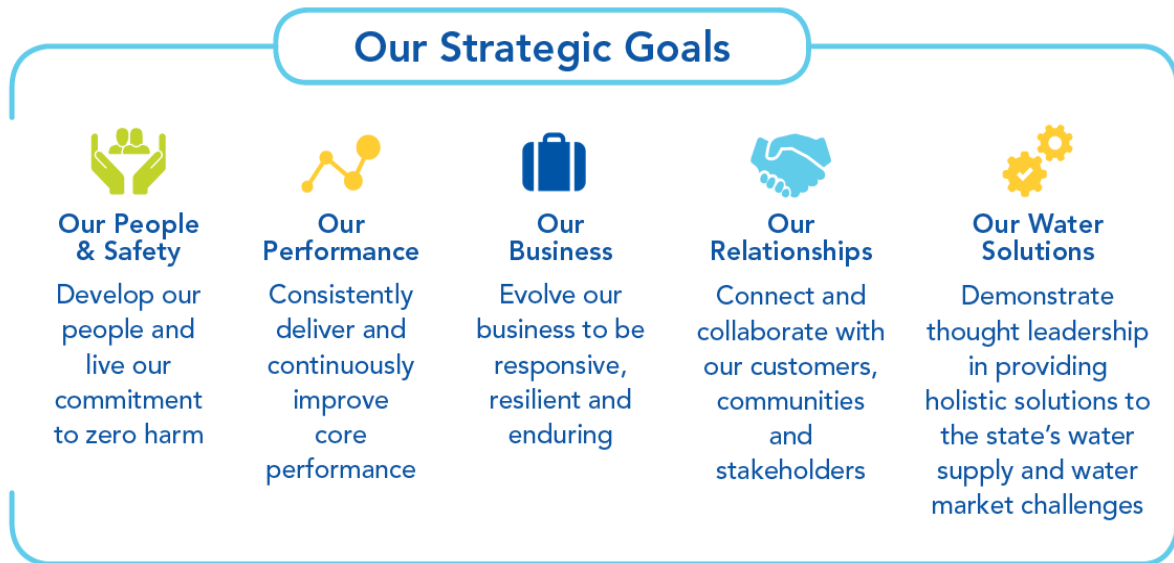 Our Strategic Goals
Our People
& Safety
Develop our
people and
live our
commitment
to zero harm
Our
Performance
Consistently
deliver and
continuously
improve
core
performance
Our
Business
Evolve our
business to be
responsive,
resilient and
enduring
Our
Relationships
Connect and
collaborate with
our customers,
communities
and
stakeholders
Our Water
Solutions
Demonstrate
thought leadership
in providing
holistic solutions to
the state’s water
supply and water
market challenges